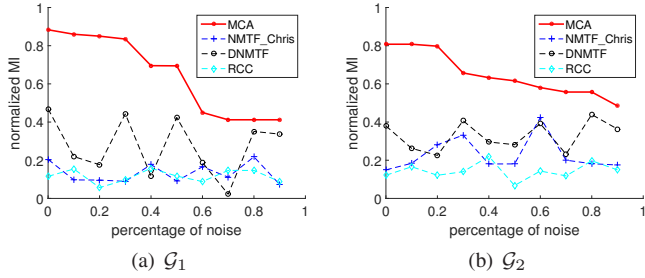 normalized MI
1
0.8
0.6
0.4
0.2
0
0 0.2 0.4 0.6 0.8 1
percentage of noise
MCA
NMTF_Chris
DNMTF
RCC
(a) 𝒢1
normalized MI
1
0.8
0.6
0.4
0.2
0
0 0.2 0.4 0.6 0.8 1
percentage of noise
MCA
NMTF_Chris
DNMTF
RCC
(b) 𝒢2